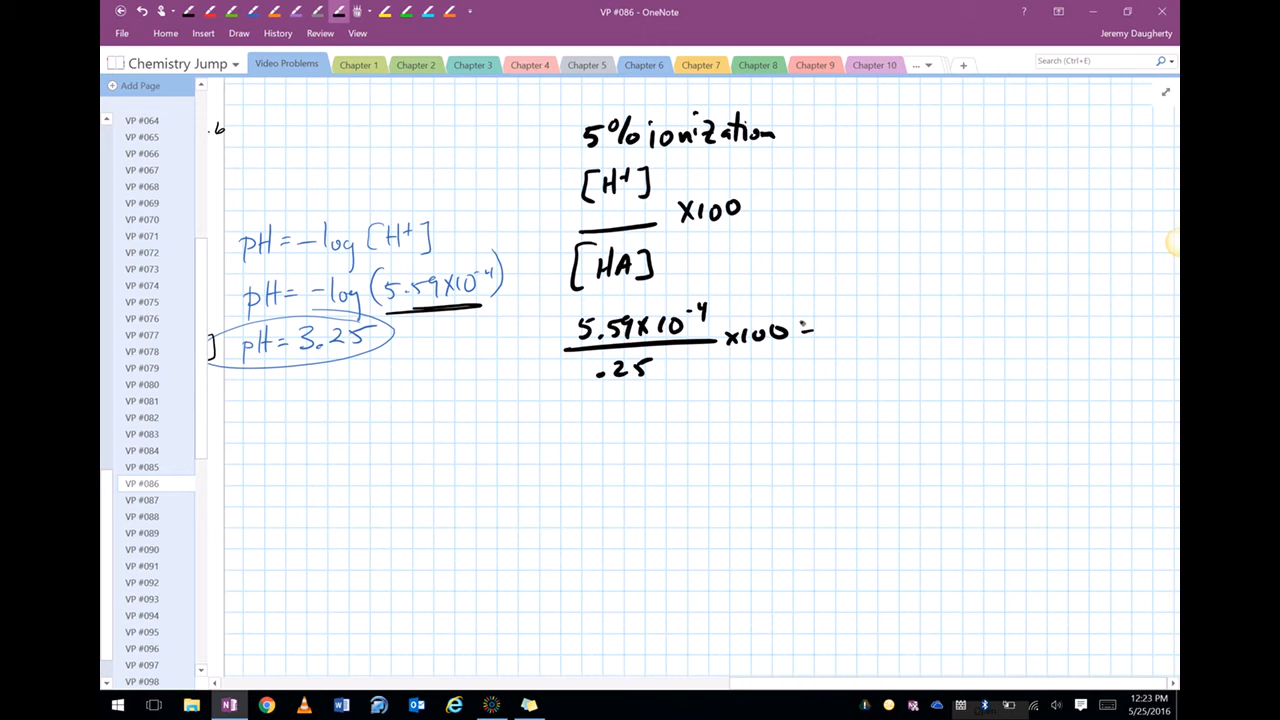 VP #086 - OneNote
Jeremy Daugherty
File Home Insert Draw History Review View
Chemistry Jump Video Problems Chapter 1 Chapter 2 Chapter 3 Chapter 4 Chapter 5 Chapter 6 Chapter 7 Chapter 8 Chapter 9 Chapter 10 ... + Search (Ctrl+E)
Add Page
VP #064
VP #065
VP #066
VP #067
VP #068
VP #069
VP #070
VP #071
VP #072
VP #073
VP #074
VP #075
VP #076
VP #077
VP #078
VP #079
VP #080
VP #081
VP #082
VP #083
VP #084
VP #085
VP #086
VP #087
VP #088
VP #089
VP #090
VP #091
VP #092
VP #093
VP #094
VP #095
VP #096
VP #097
VP #098
.6
pH = -log [H+]
pH = -log (5.59x10^-4)
] pH = 3.25
5% ionization
[H+]
x100
[HA]
5.59x10^-4
x100 =
.25
12:23 PM
5/25/2016